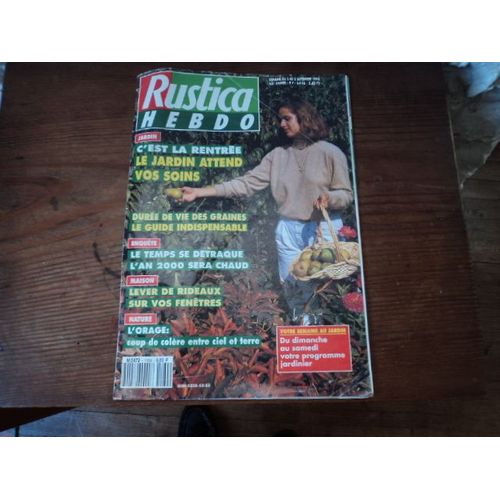 Rustica
HEBDO
JARDIN
C'EST LA RENTRÉE
LE JARDIN ATTEND
VOS SOINS
DURÉE DE VIE DES GRAINES
LE GUIDE INDISPENSABLE
ENQUÊTE
LE TEMPS SE DÉTRAQUE
L'AN 2000 SERA CHAUD
MAISON
LEVER DE RIDEAUX
SUR VOS FENÊTRES
NATURE
L'ORAGE:
coup de colère entre ciel et terre
VOTRE SEMAINE AU JARDIN
Du dimanche
au samedi
votre programme
jardinier